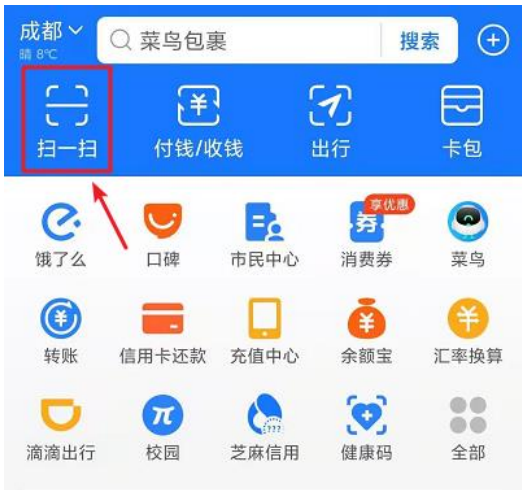 成都
晴 8℃
菜鸟包裹
搜索
扫一扫
付钱/收钱
出行
卡包
饿了么
口碑
市民中心
券
享优惠
消费券
菜鸟
转账
信用卡还款
充值中心
余额宝
汇率换算
滴滴出行
校园
???
芝麻信用
健康码
全部